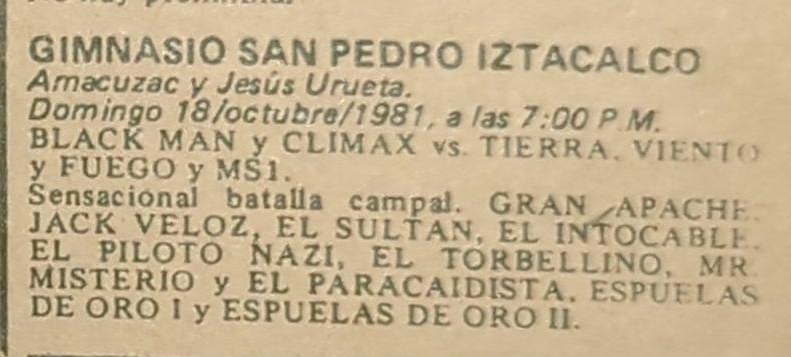 GIMNASIO SAN PEDRO IZTACALCO
Amacuzac y Jesús Urueta.
Domingo 18/octubre/1981, a las 7:00 P.M.
BLACK MAN y CLIMAX vs. TIERRA, VIENTO
y FUEGO y MS1.
Sensacional batalla campal. GRAN APACHE,
JACK VELOZ, EL SULTAN, EL INTOCABLE,
EL PILOTO NAZI, EL TORBELLINO, MR.
MISTERIO y EL PARACAIDISTA, ESPUELAS
DE ORO I y ESPUELAS DE ORO II.